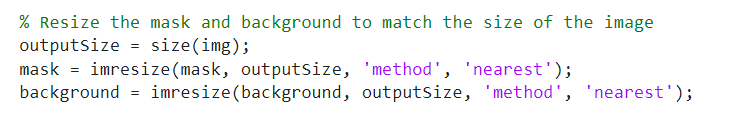 % Resize the mask and background to match the size of the image
outputSize = size(img);
mask = imresize(mask, outputSize, 'method', 'nearest');
background = imresize(background, outputSize, 'method', 'nearest');